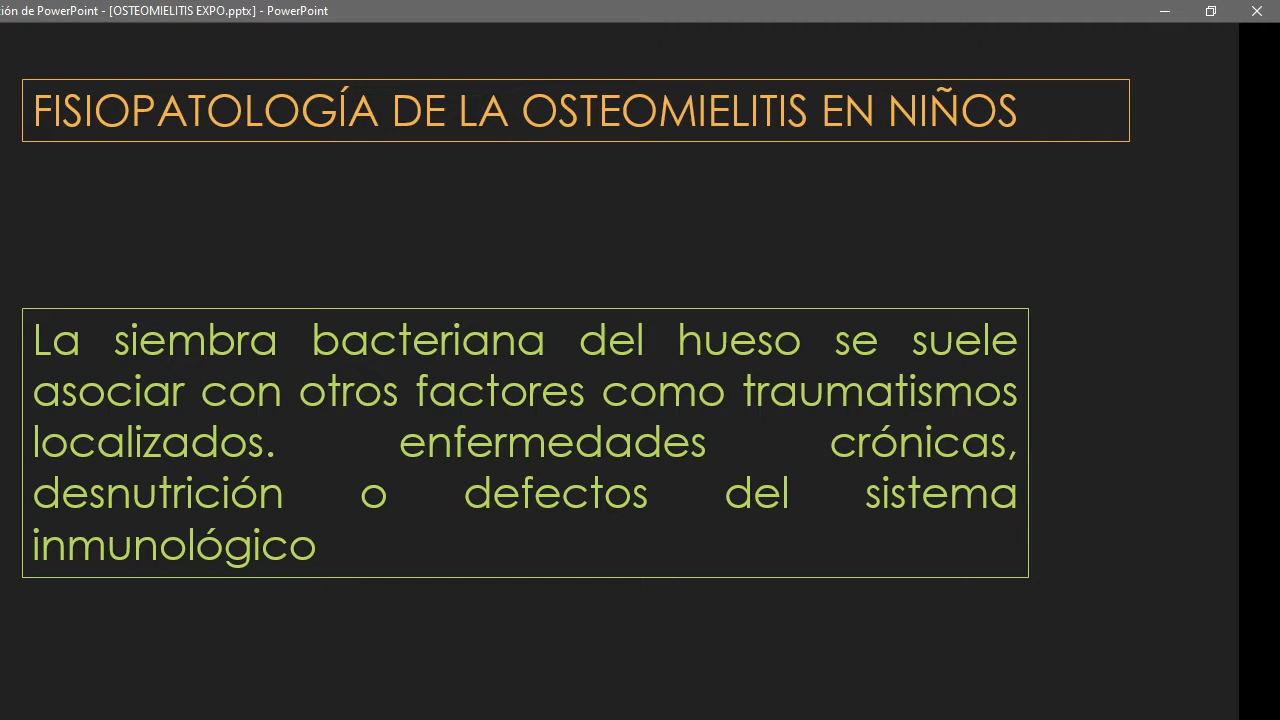 ción de PowerPoint - [OSTEOMIELITIS EXPO.pptx] - PowerPoint
FISIOPATOLOGÍA DE LA OSTEOMIELITIS EN NIÑOS
La siembra bacteriana del hueso se suele
asociar con otros factores como traumatismos
localizados. enfermedades crónicas,
desnutrición o defectos del sistema
inmunológico